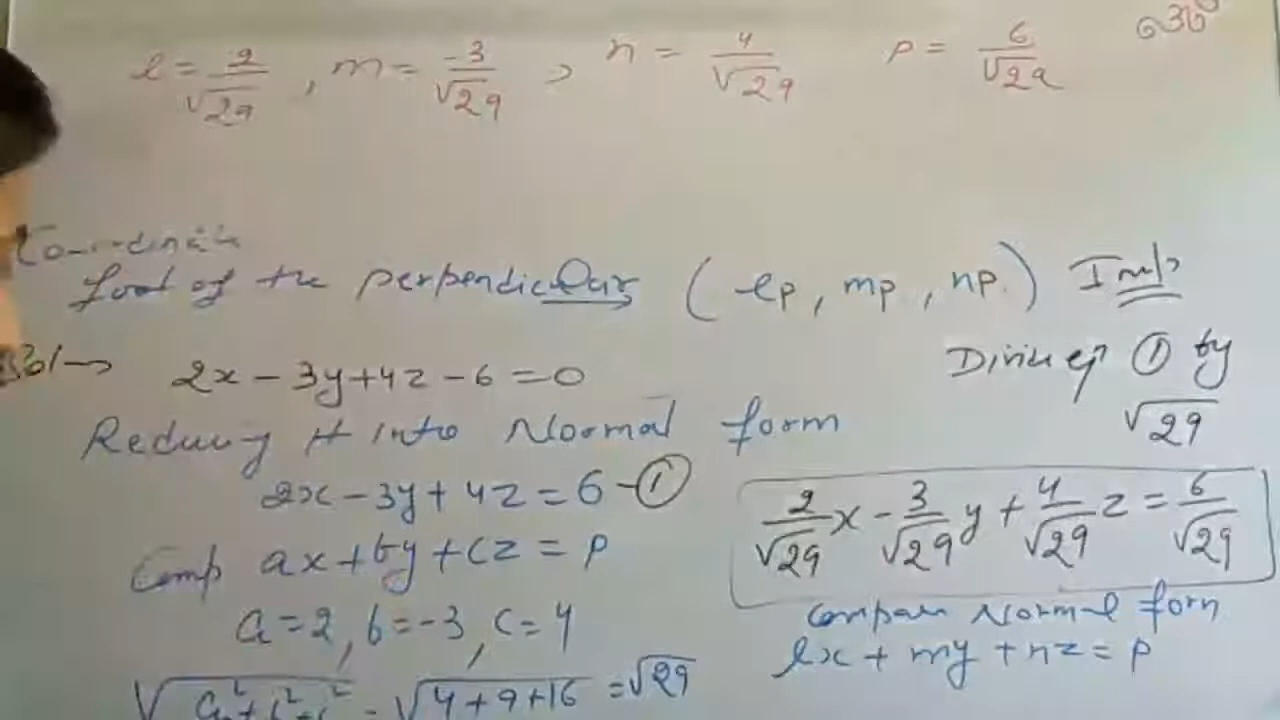 l = 2/√29 , m = -3/√29 , n = 4/√29 p = 6/√29
foot of the perpendicular (lp, mp, np.)
2x - 3y + 4z - 6 = 0
Dividing ① by √29
Reducing it into Normal form
2x - 3y + 4z = 6 - ①
2/√29 x - 3/√29 y + 4/√29 z = 6/√29
Comp ax + by + cz = p
Compare Normal form
a = 2, b = -3, c = 4
lx + my + nz = p
√a² + b² + c² = √4 + 9 + 16 = √29